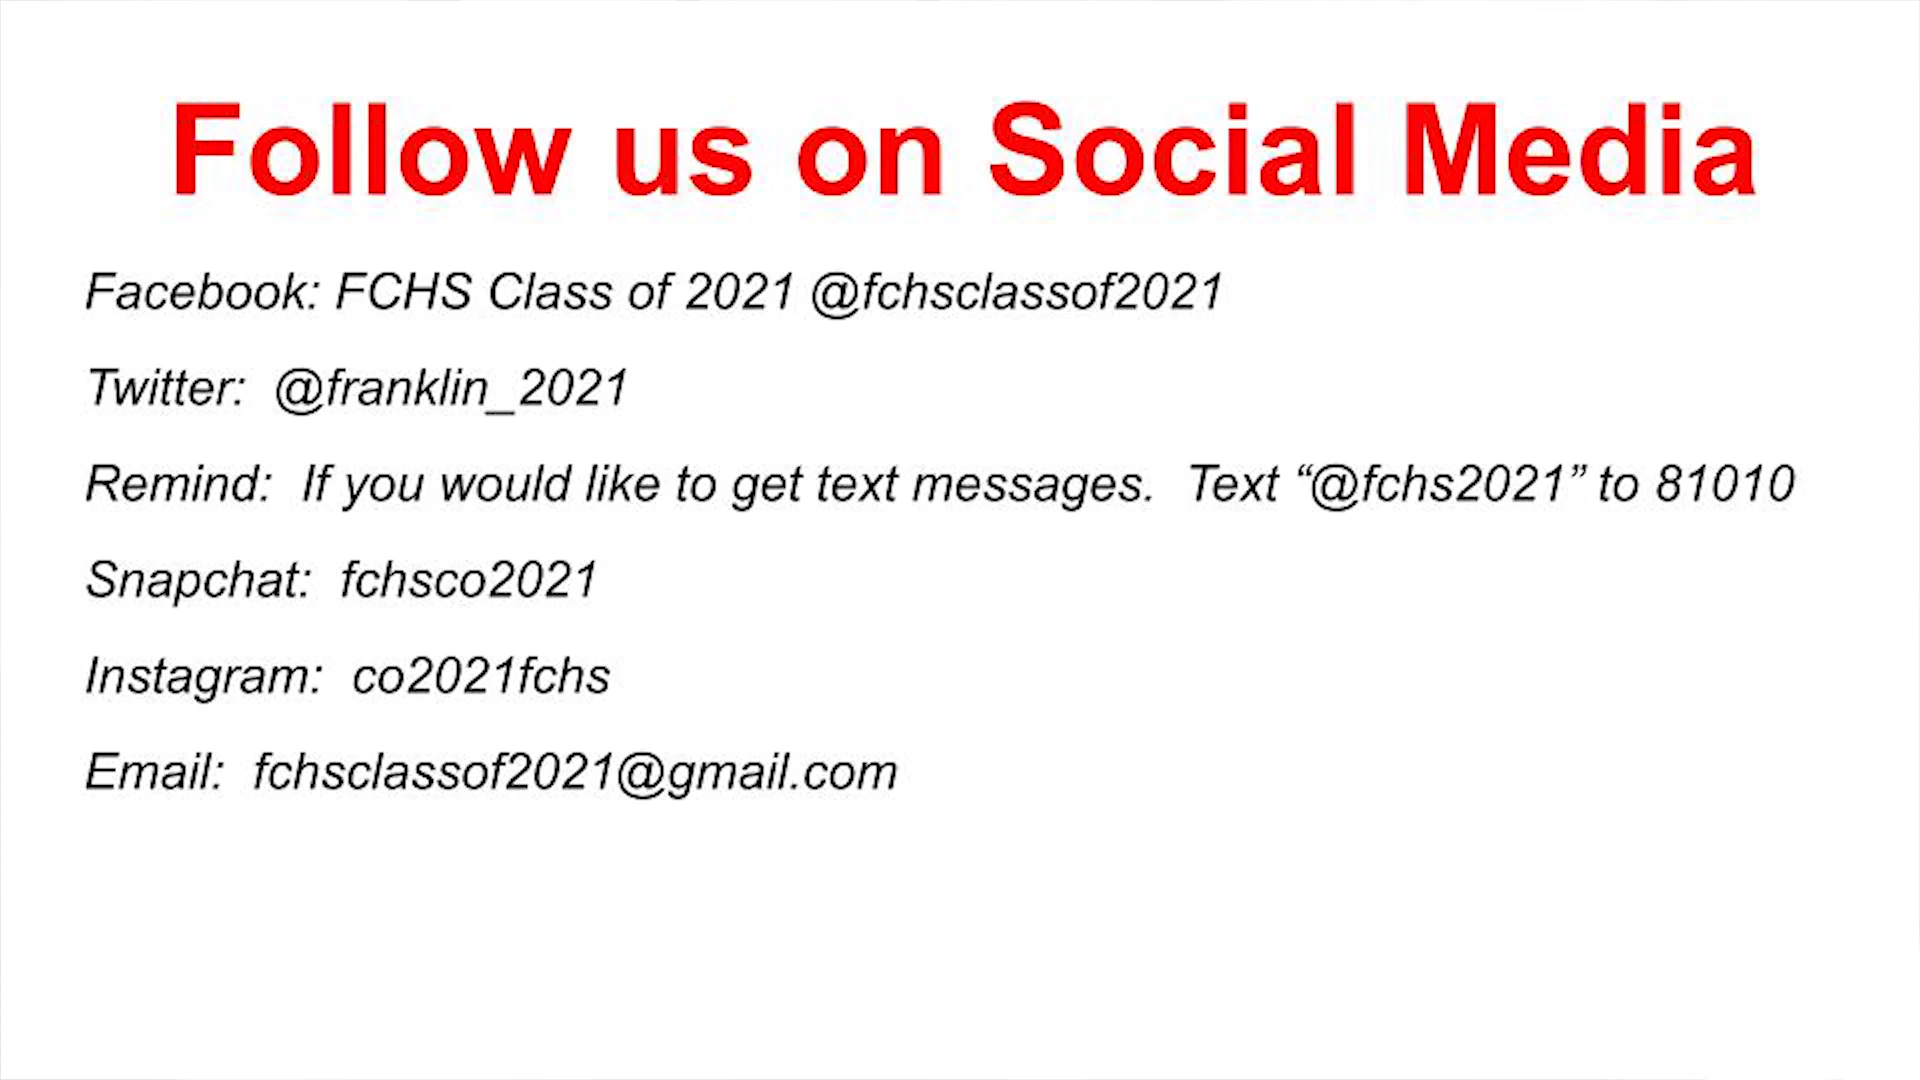 Follow us on Social Media
Facebook: FCHS Class of 2021 @fchsclassof2021
Twitter:  @franklin_2021
Remind:  If you would like to get text messages.  Text “@fchs2021” to 81010
Snapchat:  fchsco2021
Instagram:  co2021fchs
Email:  fchsclassof2021@gmail.com